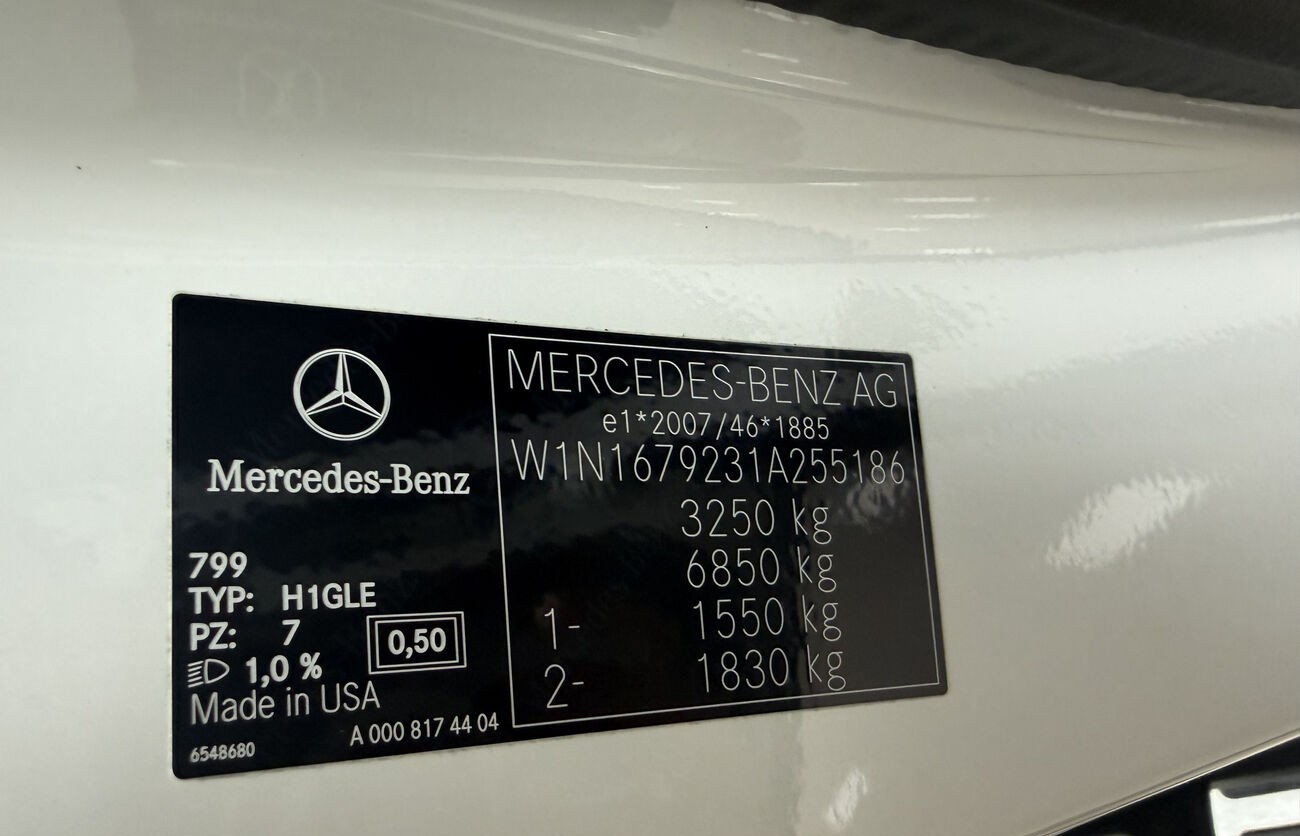 Mercedes-Benz
799
TYP: H1GLE
PZ: 7
1,0 %
0,50
Made in USA
A 000 817 44 04
6548680
MERCEDES-BENZ AG
e1*2007/46*1885
W1N1679231A255186
3250 kg
6850 kg
1- 1550 kg
2- 1830 kg